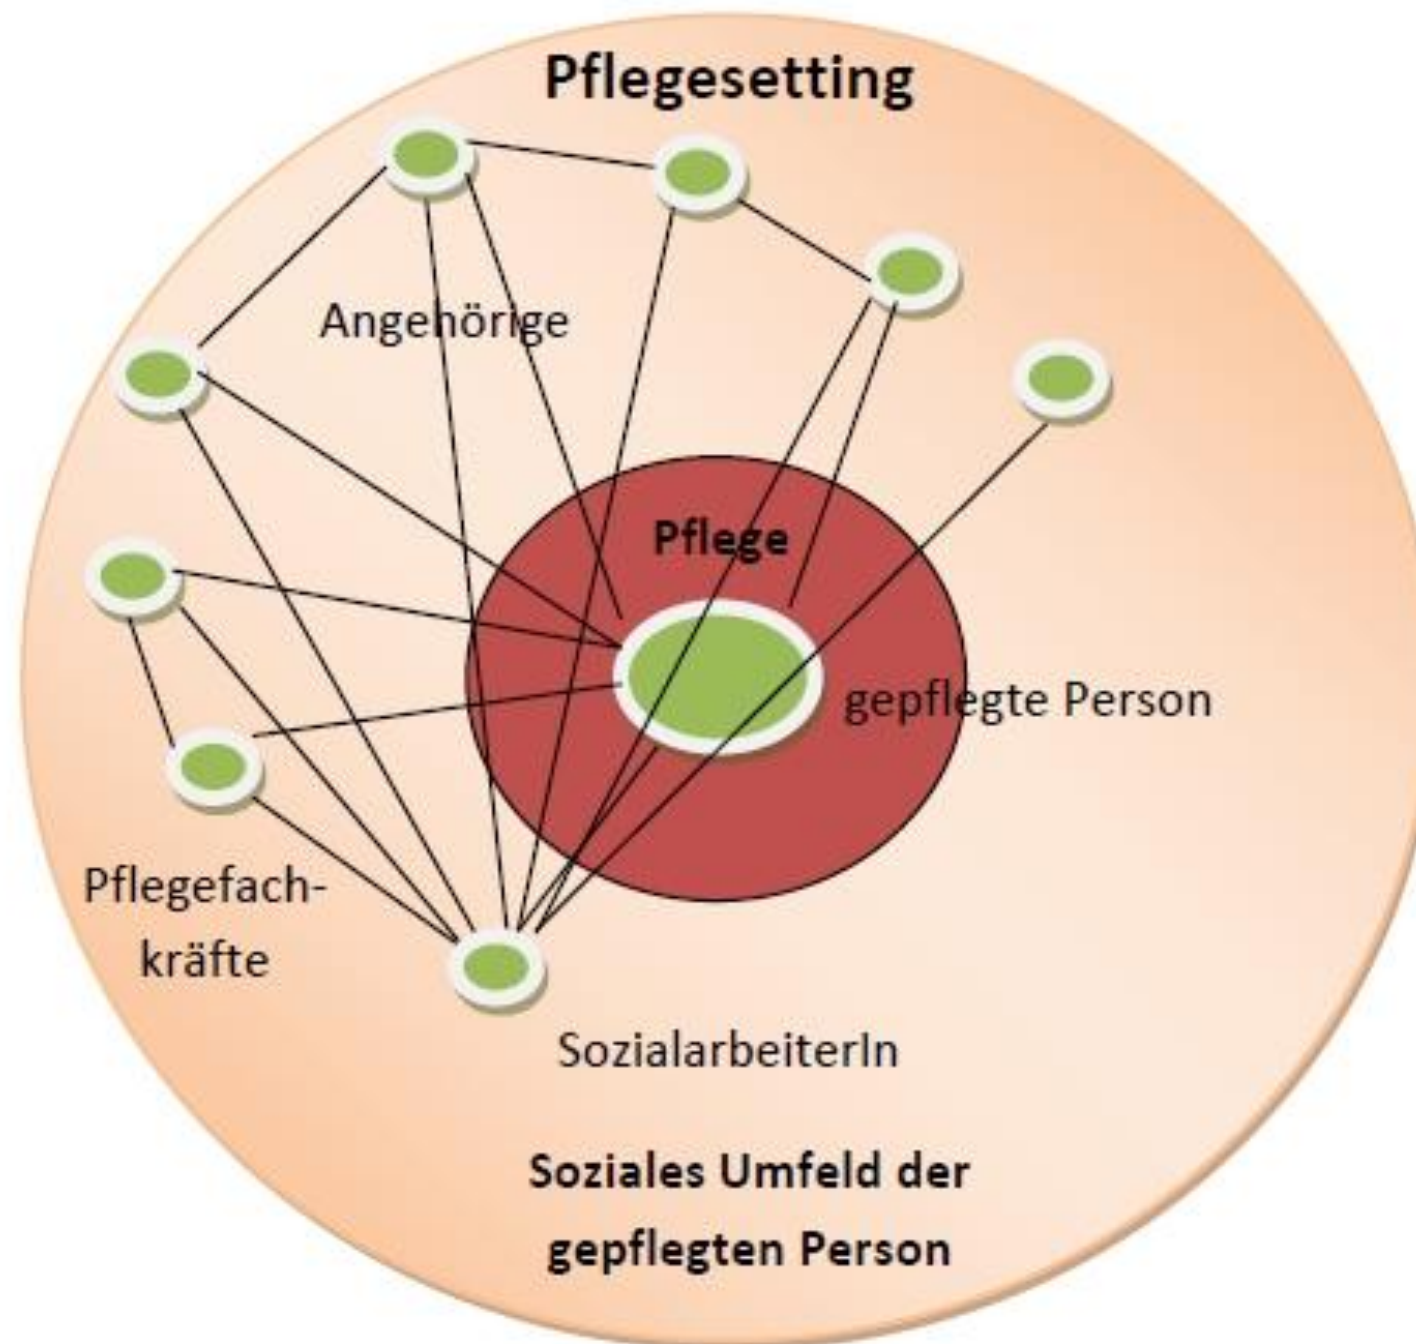 Pflegesetting
Angehörige
Pflege
gepflegte Person
Pflegefach-
kräfte
SozialarbeiterIn
Soziales Umfeld der
gepflegten Person